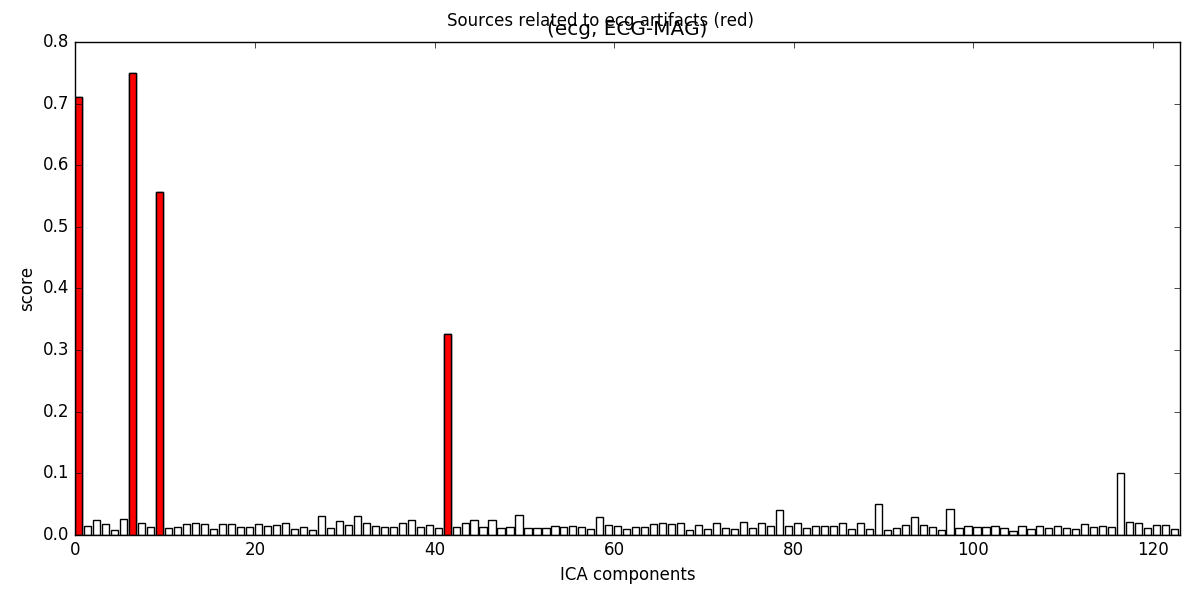 Sources related to ecg artifacts (red)
(ecg, ECG-MAG)
0.8
0.7
0.6
0.5
0.4
0.3
0.2
0.1
0.0
score
0 20 40 60 80 100 120
ICA components